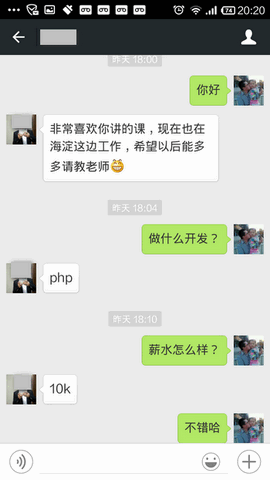 74 20:20
昨天 18:00
你好
非常喜欢你讲的课，现在也在
海淀这边工作，希望以后能多
多请教老师
昨天 18:04
做什么开发？
php
昨天 18:10
薪水怎么样？
10k
不错哈